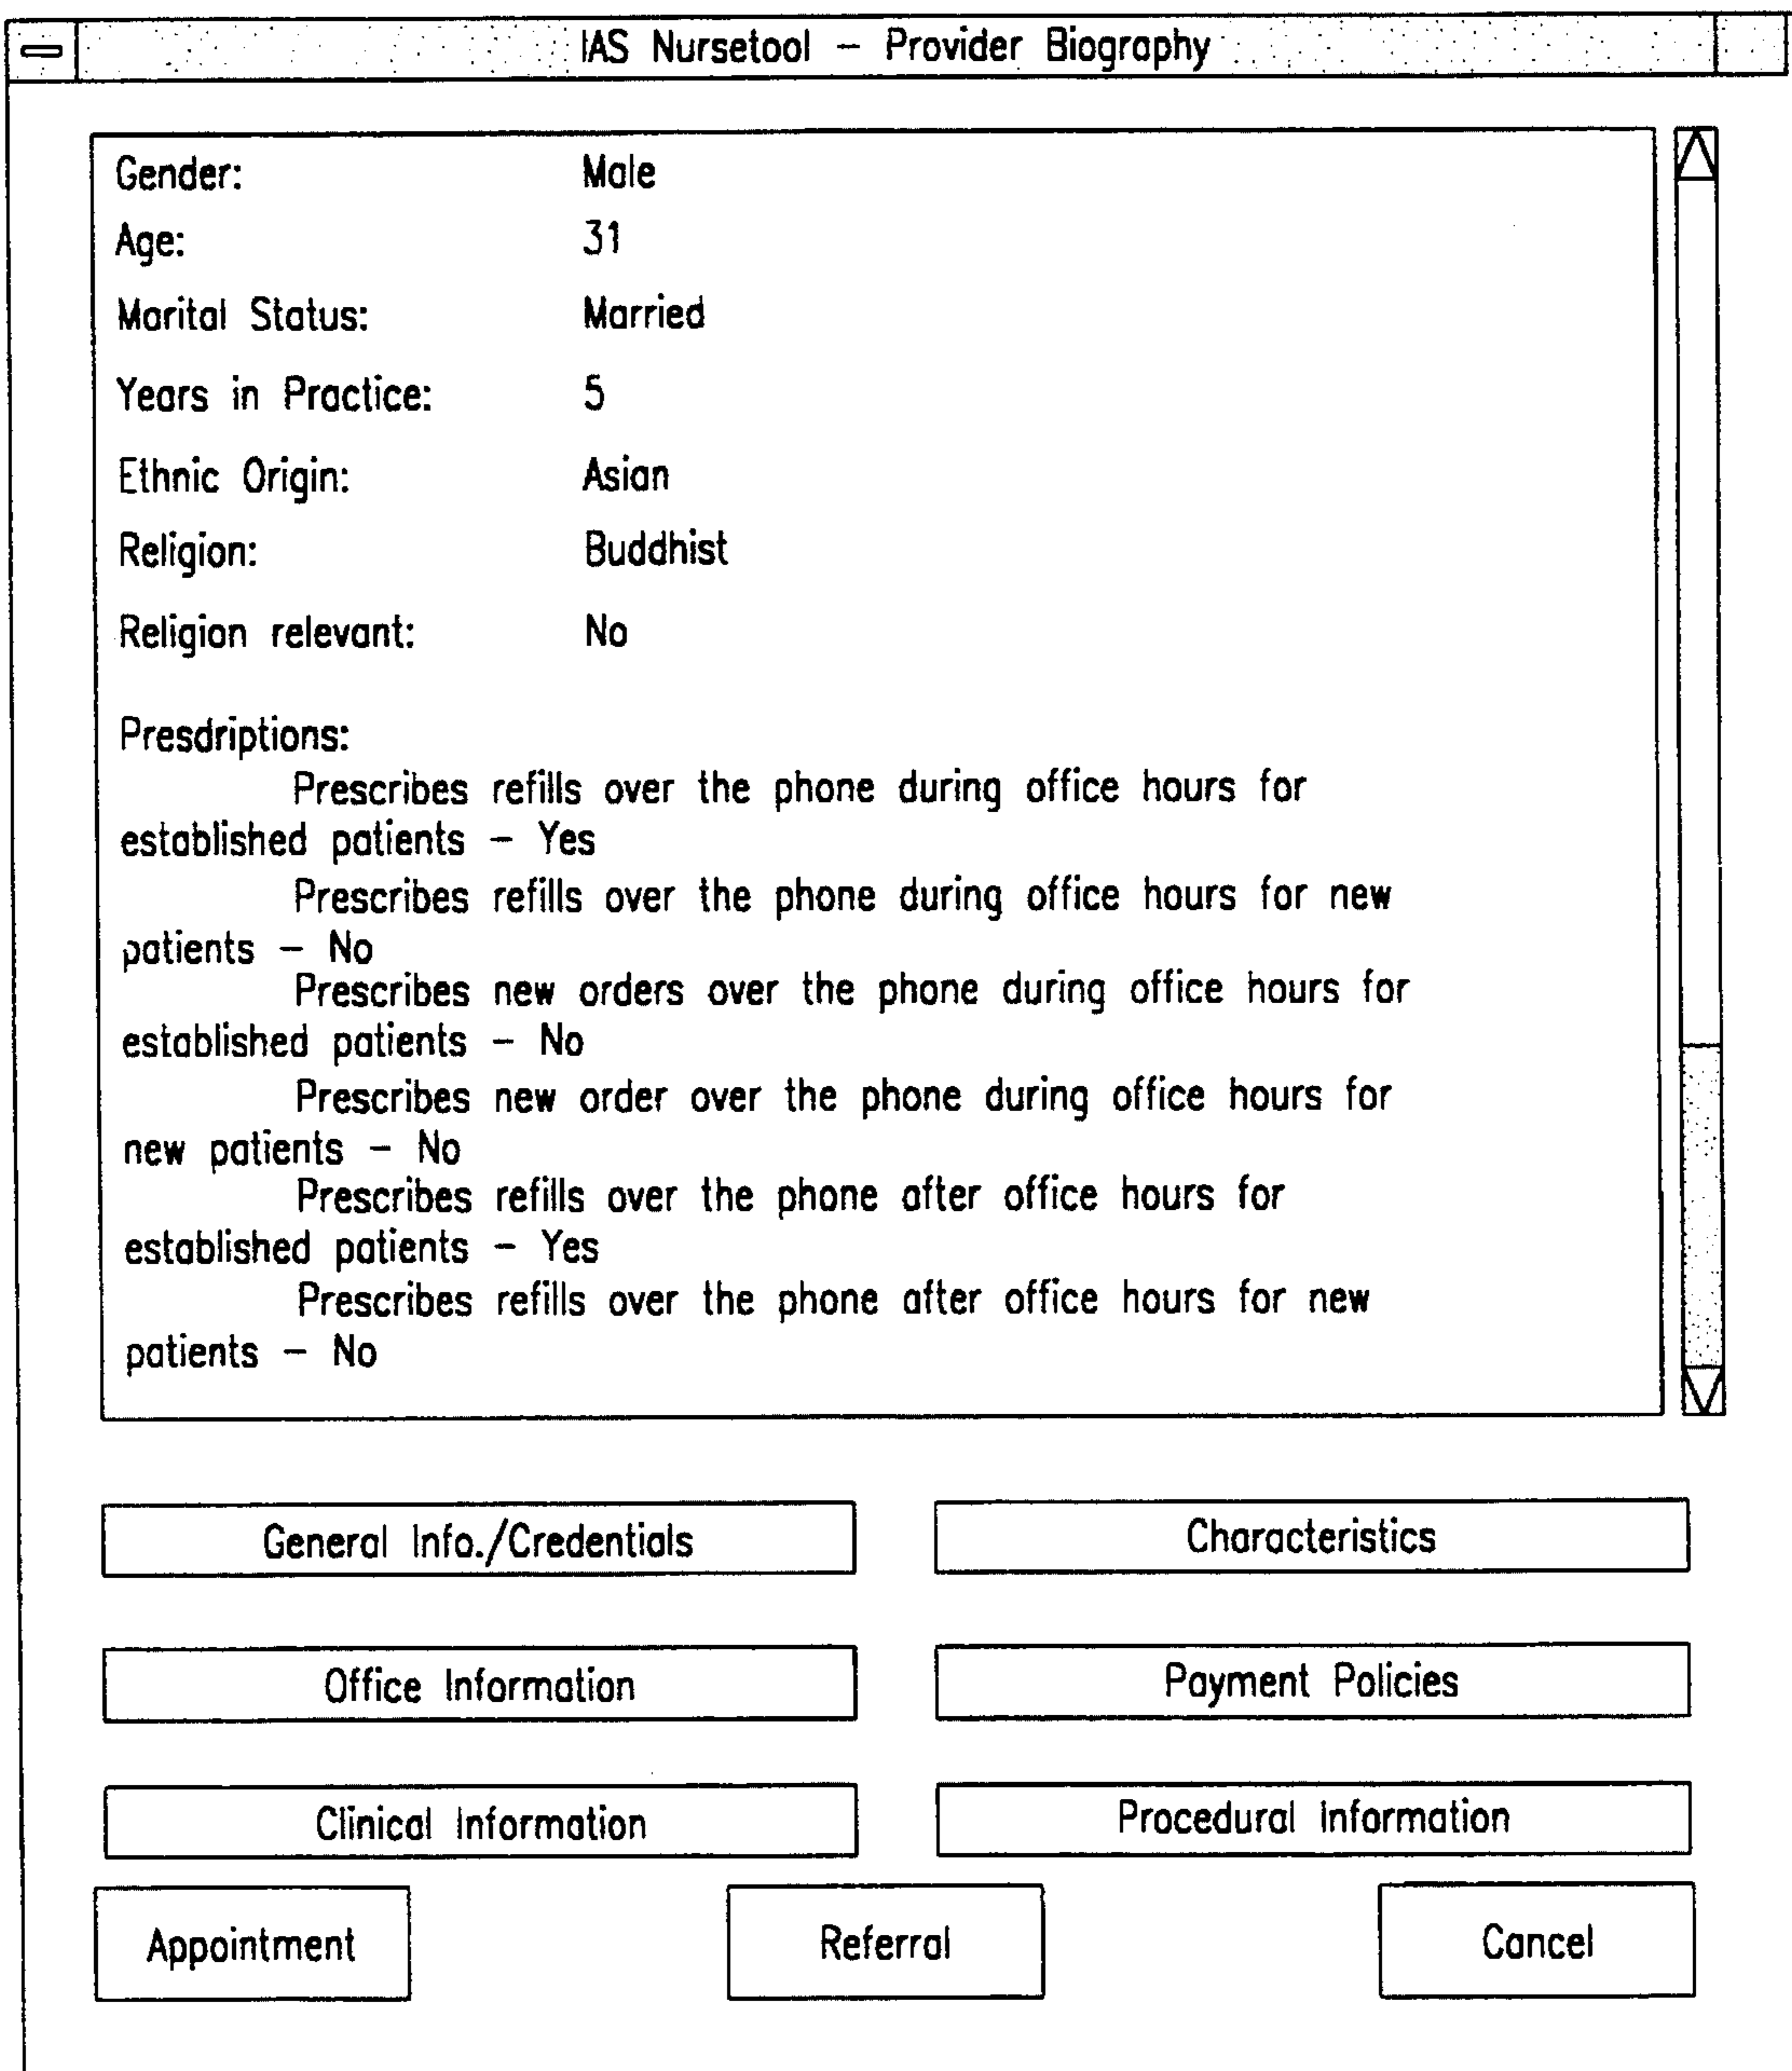 IAS Nursetool – Provider Biography
Gender: Male
Age: 31
Marital Status: Married
Years in Practice: 5
Ethnic Origin: Asian
Religion: Buddhist
Religion relevant: No
Presdriptions:
Prescribes refills over the phone during office hours for
established patients – Yes
Prescribes refills over the phone during office hours for new
patients – No
Prescribes new orders over the phone during office hours for
established patients – No
Prescribes new order over the phone during office hours for
new patients – No
Prescribes refills over the phone after office hours for
established patients – Yes
Prescribes refills over the phone after office hours for new
patients – No
General Info./Credentials
Characteristics
Office Information
Payment Policies
Clinical Information
Procedural Information
Appointment
Referral
Cancel